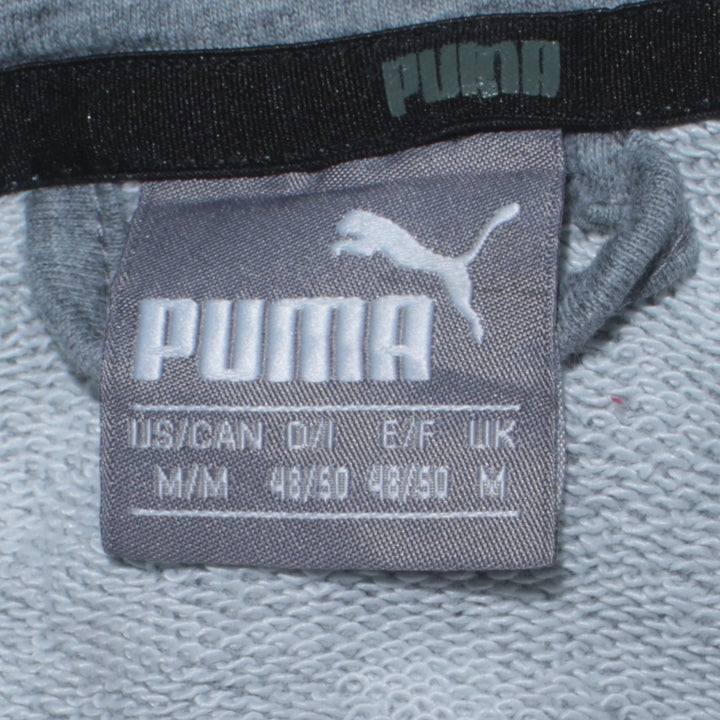 PUMA
PUMA
US/CAN D/I E/F UK
M/M 48/50 48/50 M